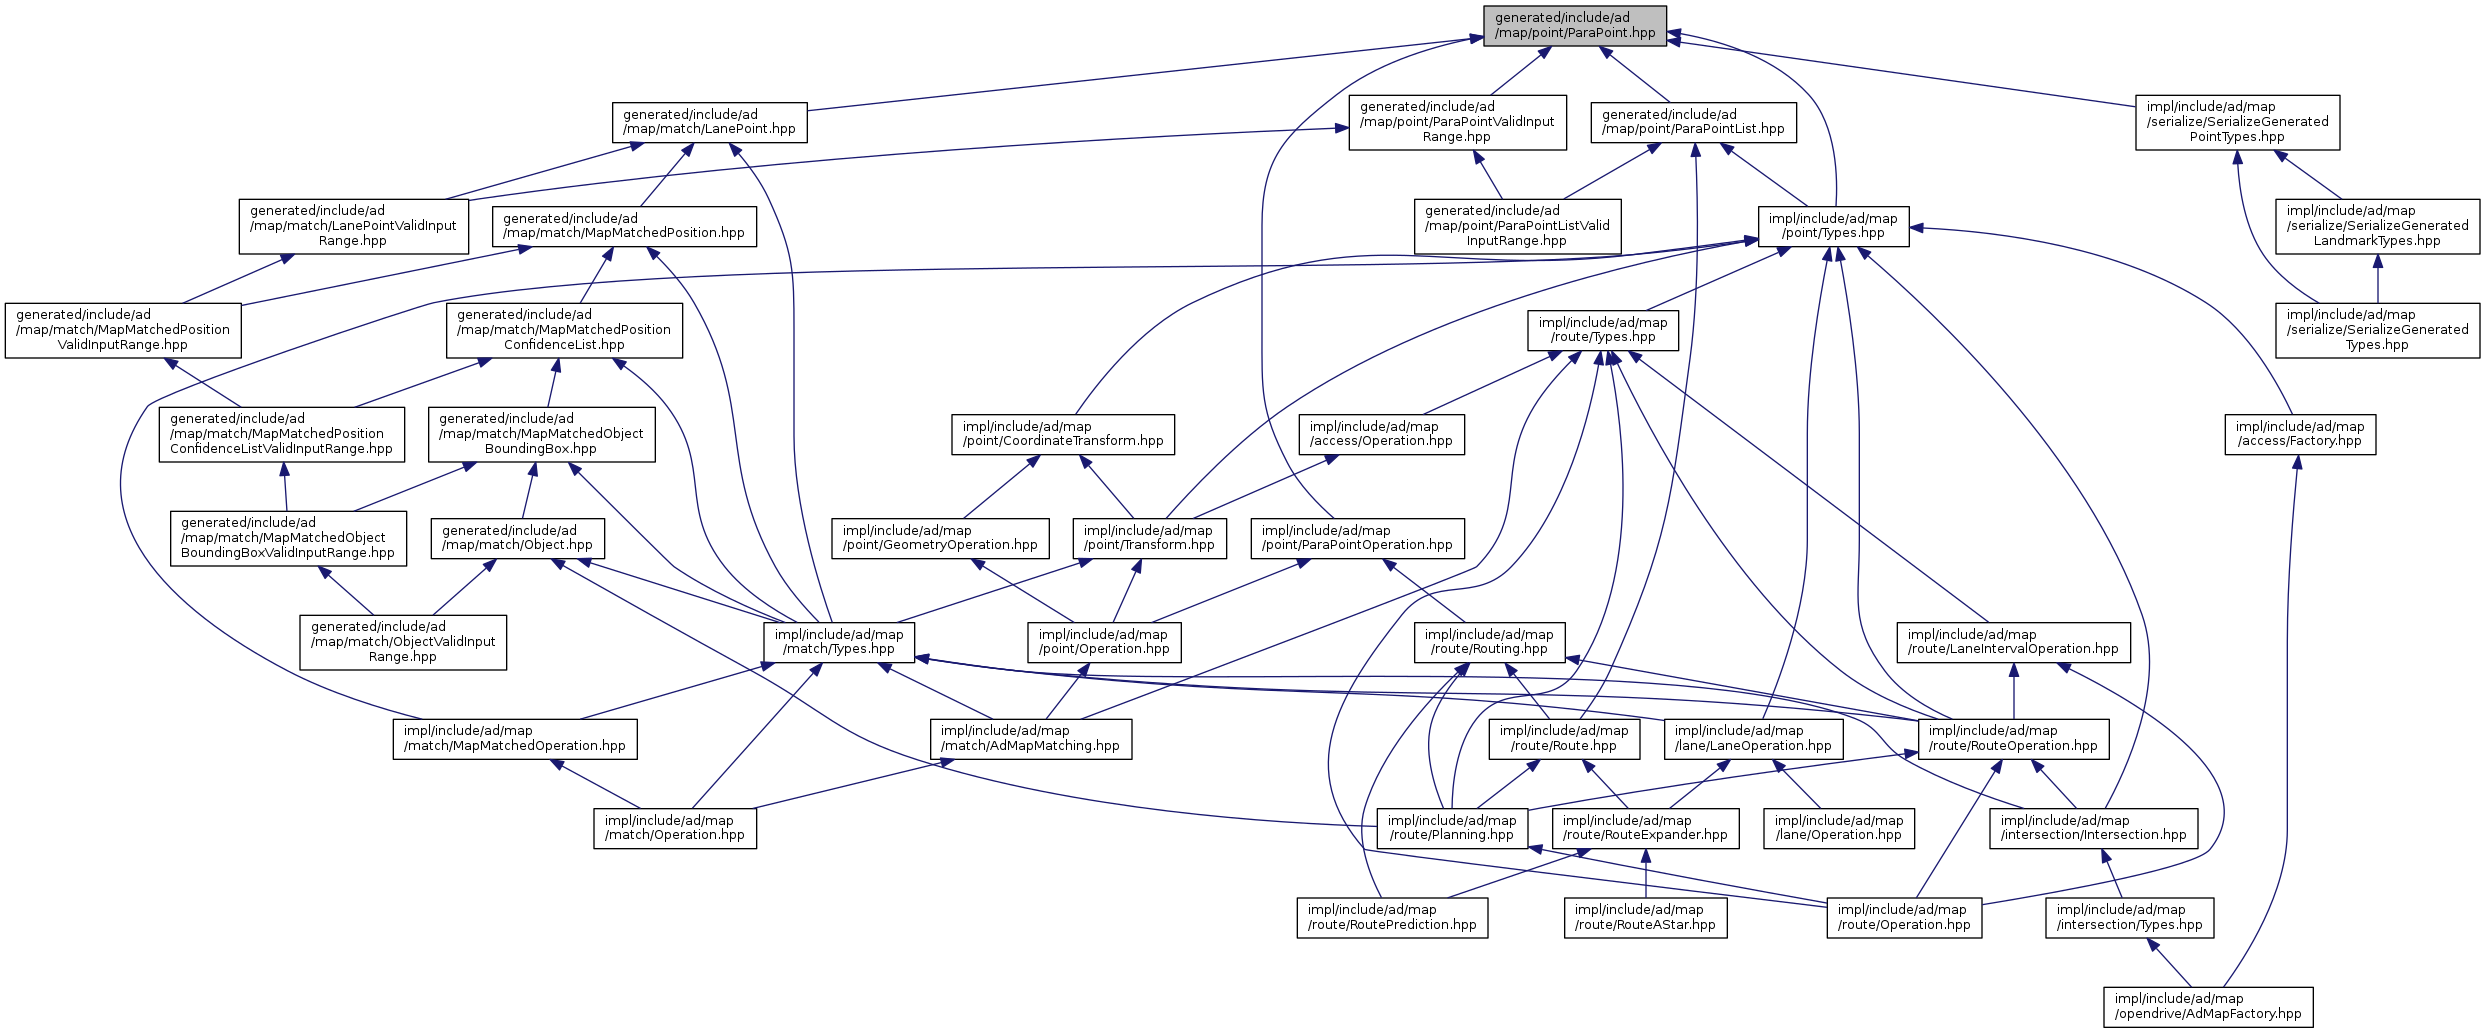 generated/include/ad
/map/point/ParaPoint.hpp
generated/include/ad
/map/match/LanePoint.hpp
generated/include/ad
/map/point/ParaPointValidInput
Range.hpp
generated/include/ad
/map/point/ParaPointList.hpp
impl/include/ad/map
/serialize/SerializeGenerated
PointTypes.hpp
generated/include/ad
/map/match/LanePointValidInput
Range.hpp
generated/include/ad
/map/match/MapMatchedPosition.hpp
generated/include/ad
/map/point/ParaPointListValid
InputRange.hpp
impl/include/ad/map
/point/Types.hpp
impl/include/ad/map
/serialize/SerializeGenerated
LandmarkTypes.hpp
generated/include/ad
/map/match/MapMatchedPosition
ValidInputRange.hpp
generated/include/ad
/map/match/MapMatchedPosition
ConfidenceList.hpp
impl/include/ad/map
/route/Types.hpp
impl/include/ad/map
/serialize/SerializeGenerated
Types.hpp
generated/include/ad
/map/match/MapMatchedPosition
ConfidenceListValidInputRange.hpp
generated/include/ad
/map/match/MapMatchedObject
BoundingBox.hpp
impl/include/ad/map
/point/CoordinateTransform.hpp
impl/include/ad/map
/access/Operation.hpp
impl/include/ad/map
/access/Factory.hpp
generated/include/ad
/map/match/MapMatchedObject
BoundingBoxValidInputRange.hpp
generated/include/ad
/map/match/Object.hpp
impl/include/ad/map
/point/GeometryOperation.hpp
impl/include/ad/map
/point/Transform.hpp
impl/include/ad/map
/point/ParaPointOperation.hpp
generated/include/ad
/map/match/ObjectValidInput
Range.hpp
impl/include/ad/map
/match/Types.hpp
impl/include/ad/map
/point/Operation.hpp
impl/include/ad/map
/route/Routing.hpp
impl/include/ad/map
/route/LaneIntervalOperation.hpp
impl/include/ad/map
/match/MapMatchedOperation.hpp
impl/include/ad/map
/match/AdMapMatching.hpp
impl/include/ad/map
/route/Route.hpp
impl/include/ad/map
/lane/LaneOperation.hpp
impl/include/ad/map
/route/RouteOperation.hpp
impl/include/ad/map
/match/Operation.hpp
impl/include/ad/map
/route/Planning.hpp
impl/include/ad/map
/route/RouteExpander.hpp
impl/include/ad/map
/lane/Operation.hpp
impl/include/ad/map
/intersection/Intersection.hpp
impl/include/ad/map
/route/RoutePrediction.hpp
impl/include/ad/map
/route/RouteAStar.hpp
impl/include/ad/map
/route/Operation.hpp
impl/include/ad/map
/intersection/Types.hpp
impl/include/ad/map
/opendrive/AdMapFactory.hpp